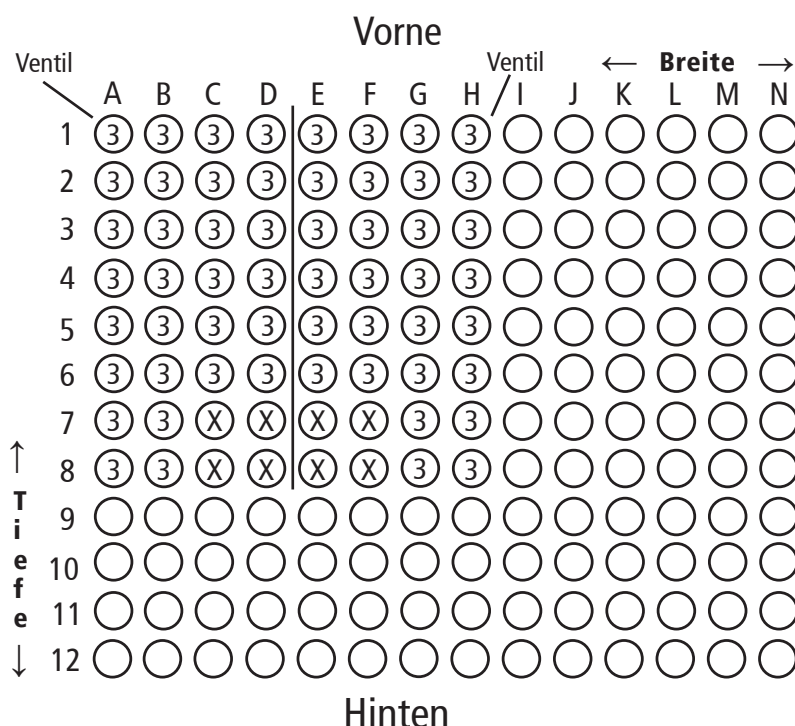 Vorne
Ventil Ventil ← Breite →
A B C D E F G H I J K L M N
1 3 3 3 3 3 3 3 3
2 3 3 3 3 3 3 3 3
3 3 3 3 3 3 3 3 3
4 3 3 3 3 3 3 3 3
5 3 3 3 3 3 3 3 3
6 3 3 3 3 3 3 3 3
7 3 3 X X X X 3 3
8 3 3 X X X X 3 3
9
10
11
12
← Tiefe →
Hinten